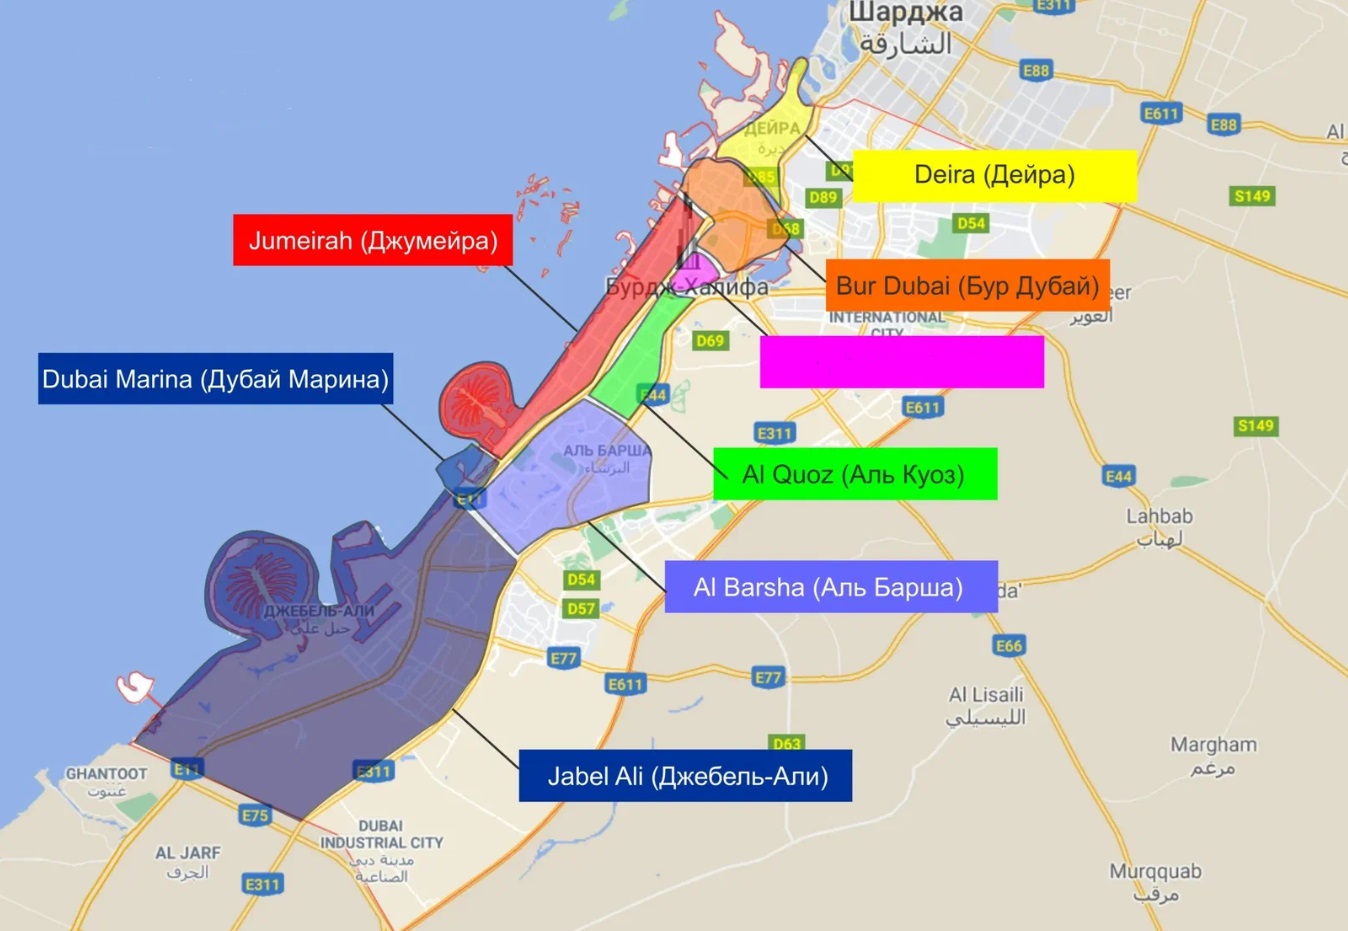 Шарджа
الشارقة
E311
E88
E611
E88
Al
ДЕЙРА
ديرة
Deira (Дейра)
D85
D89
S149
D54
D68
Jumeirah (Джумейра)
Бурдж-Халифа
Bur Dubai (Бур Дубай)
العوير
INTERNATIONAL
CITY
D69
Dubai Marina (Дубай Марина)
E44
E611
E311
S149
АЛЬ БАРША
البرشاء
Al Quoz (Аль Куоз)
E44
E11
Lahbab
لهباب
D54
Al Barsha (Аль Барша)
D57
ДЖЕБЕЛЬ-АЛИ
جبل علي
E66
E77
E611
E77
Al Lisaili
الليسيلي
D63
Margham
مرغم
Jabel Ali (Джебель-Али)
GHANTOOT
غنتوت
E11
E311
E75
DUBAI
INDUSTRIAL CITY
مدينة دبي
الصناعية
AL JARF
الجرف
E311
Murqquab
مرقب